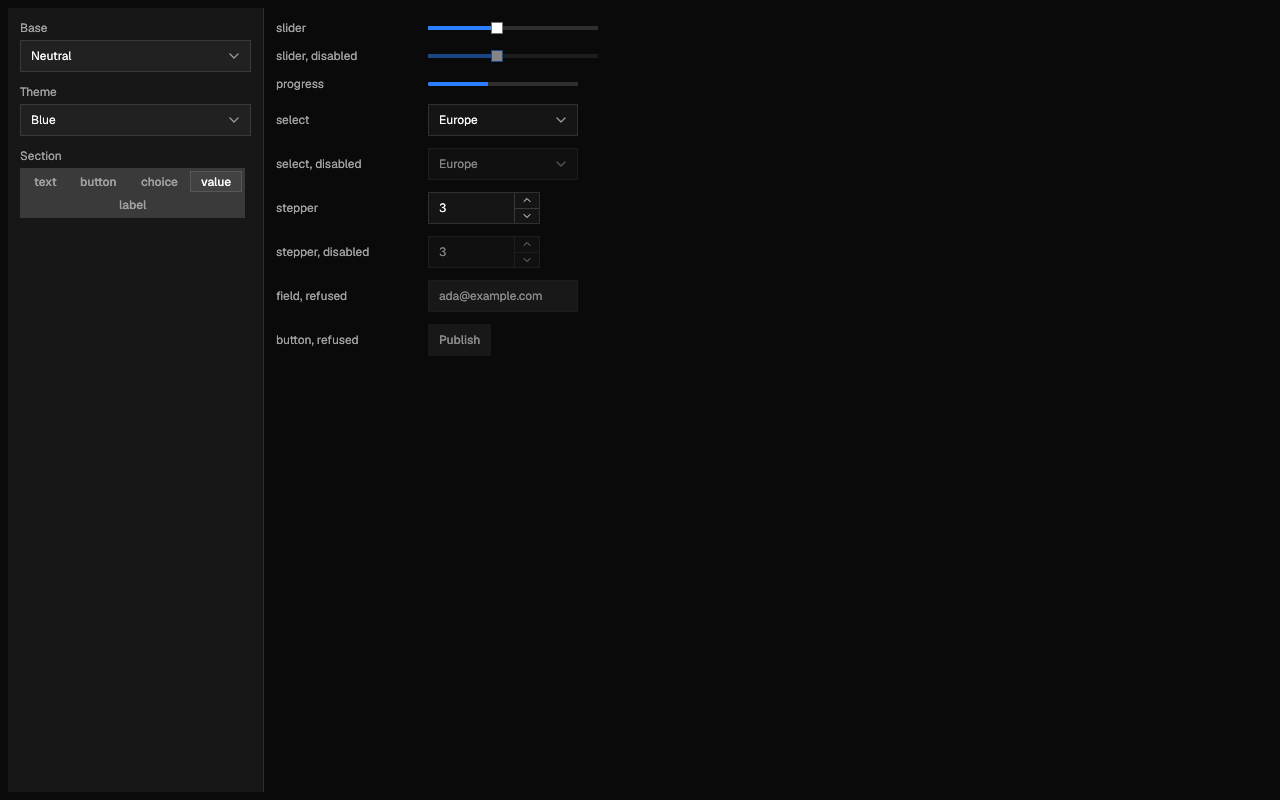 Base
Neutral
Theme
Blue
Section
text button choice value
label
slider
slider, disabled
progress
select Europe
select, disabled Europe
stepper 3
stepper, disabled 3
field, refused ada@example.com
button, refused Publish